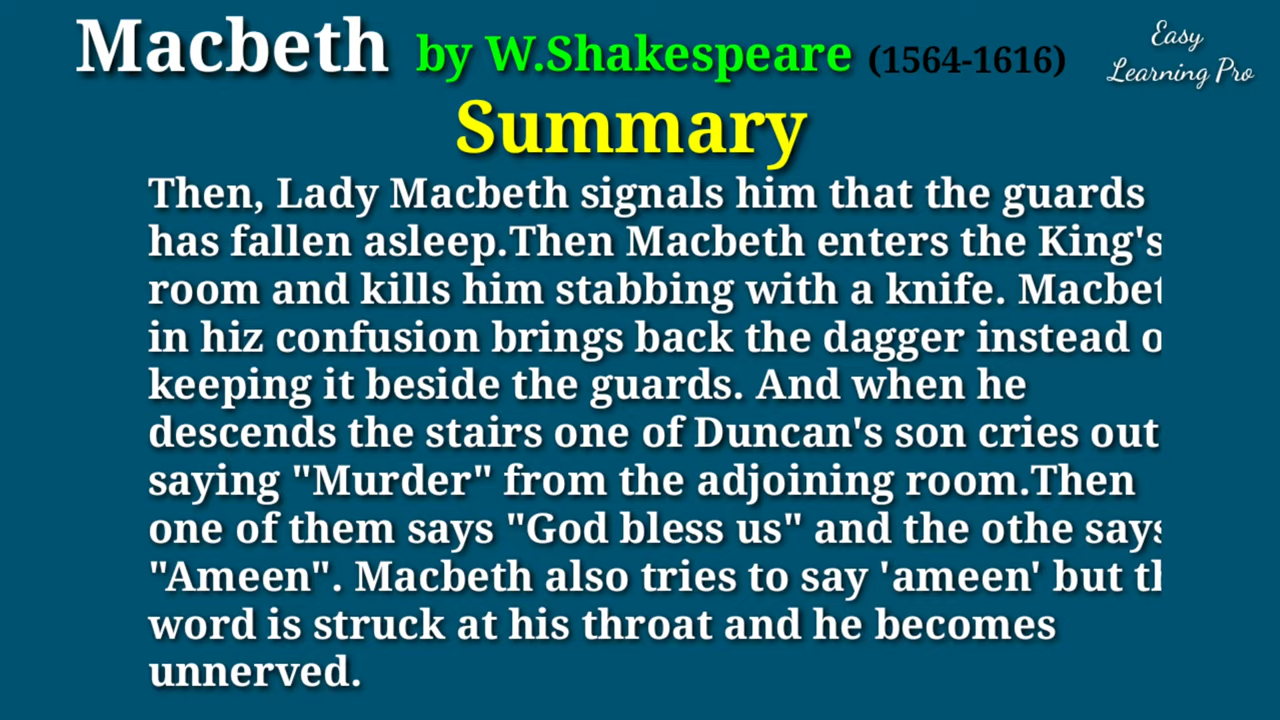 Macbeth by W.Shakespeare (1564-1616)
Easy
Learning Pro
Summary
Then, Lady Macbeth signals him that the guards
has fallen asleep.Then Macbeth enters the King's
room and kills him stabbing with a knife. Macbet
in hiz confusion brings back the dagger instead o
keeping it beside the guards. And when he
descends the stairs one of Duncan's son cries out
saying "Murder" from the adjoining room.Then
one of them says "God bless us" and the othe says
"Ameen". Macbeth also tries to say 'ameen' but th
word is struck at his throat and he becomes
unnerved.